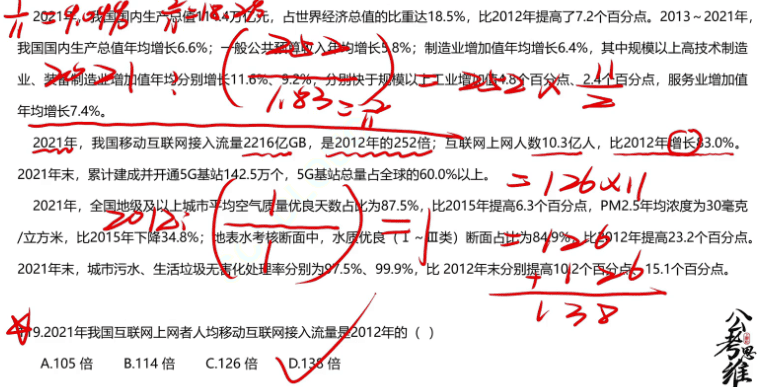 1/11=9.09% 2/11=18.2%
2021年，我国国内生产总值114.4万亿元，占世界经济总值的比重达18.5%，比2012年提高了7.2个百分点。2013～2021年，
我国国内生产总值年均增长6.6%；一般公共预算收入年均增长5.8%；制造业增加值年均增长6.4%，其中规模以上高技术制造
业、装备制造业增加值年均分别增长11.6%、9.2%，分别快于规模以上工业增加值4.8个百分点、2.4个百分点，服务业增加值
年均增长7.4%。
2021: (252/1.83=2/11) = 252×11/2
2021年，我国移动互联网接入流量2216亿GB，是2012年的252倍；互联网上网人数10.3亿人，比2012年增长83.0%。
2021年末，累计建成并开通5G基站142.5万个，5G基站总量占全球的60.0%以上。
=126×11
2021年，全国地级及以上城市平均空气质量优良天数占比为87.5%，比2015年提高6.3个百分点，PM2.5年均浓度为30毫克
/立方米，比2015年下降34.8%；地表水考核断面中，水质优良（Ⅰ～Ⅲ类）断面占比为84.9%，比2012年提高23.2个百分点。
2021年末，城市污水、生活垃圾无害化处理率分别为97.5%、99.9%，比 2012年末分别提高10.2个百分点、15.1个百分点。
2012: (1/1)=1
=126
+126
138
19.2021年我国互联网上网者人均移动互联网接入流量是2012年的（ ）
A.105 倍 B.114 倍 C.126 倍 D.138 倍
公考思维